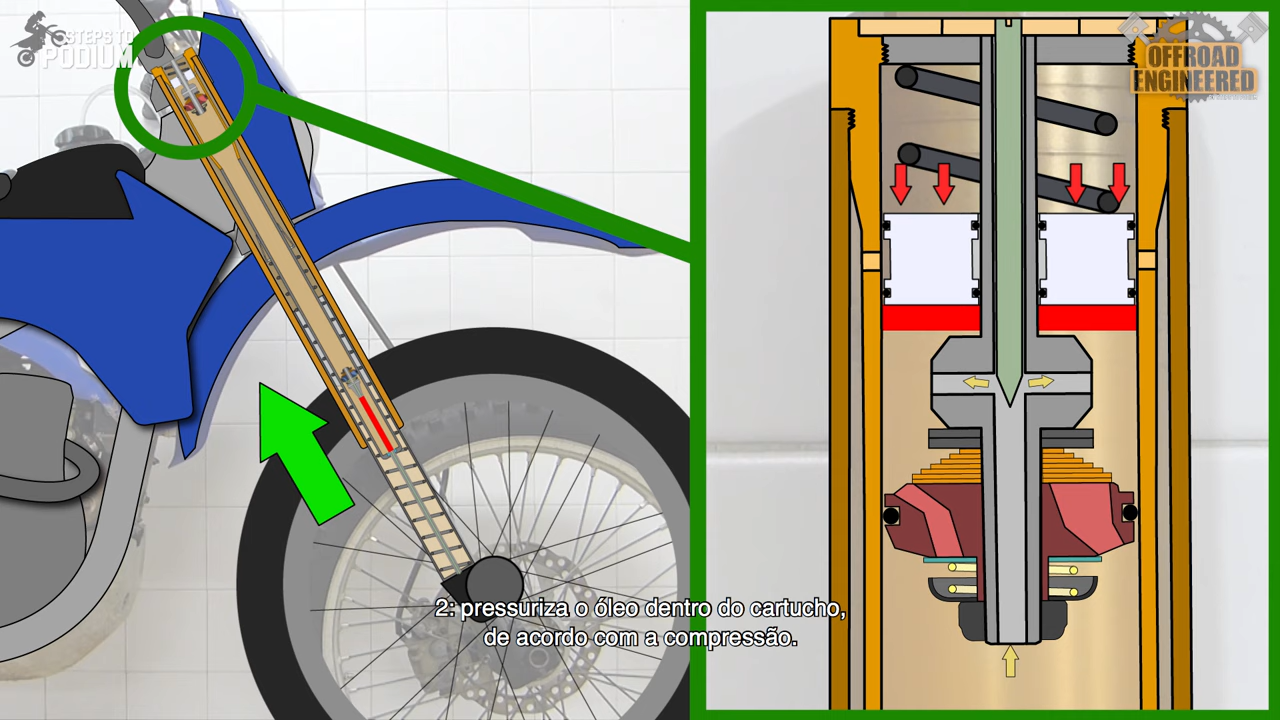 STEPS TO
PODIUM
OFFROAD
ENGINEERED
2: pressuriza o óleo dentro do cartucho,
de acordo com a compressão.